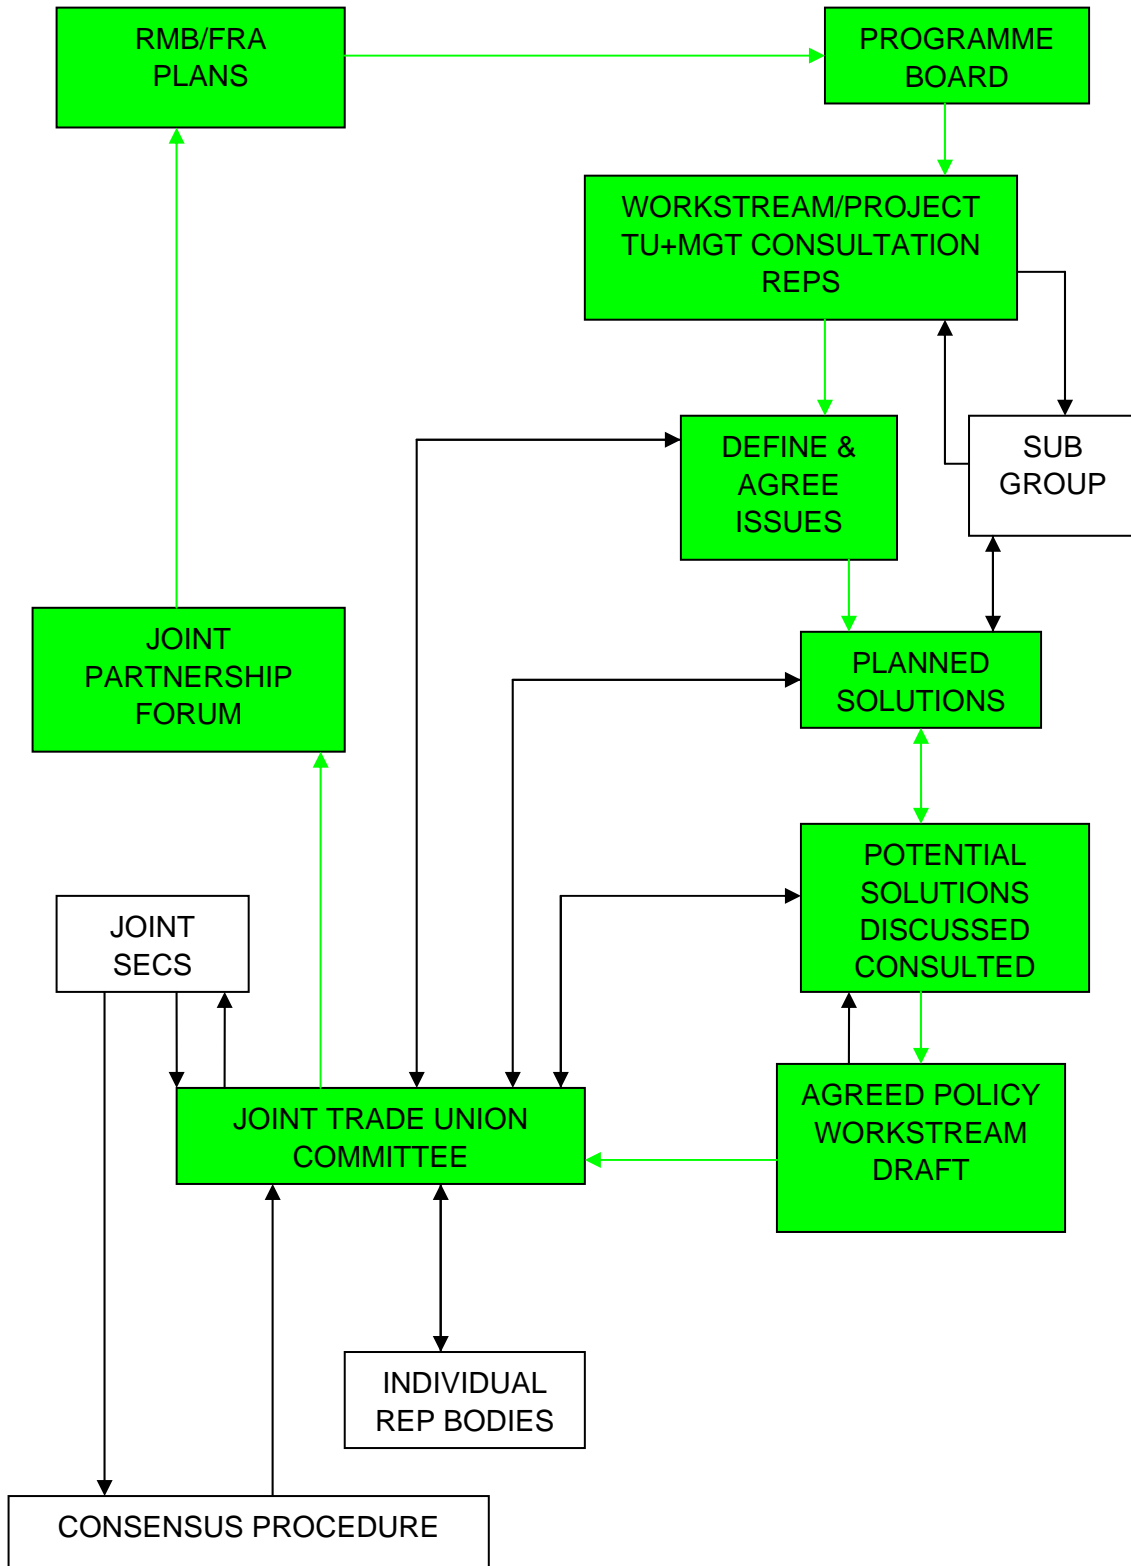 RMB/FRA
PLANS
PROGRAMME
BOARD
WORKSTREAM/PROJECT
TU+MGT CONSULTATION
REPS
DEFINE &
AGREE
ISSUES
SUB
GROUP
JOINT
PARTNERSHIP
FORUM
PLANNED
SOLUTIONS
POTENTIAL
SOLUTIONS
DISCUSSED
CONSULTED
JOINT
SECS
JOINT TRADE UNION
COMMITTEE
AGREED POLICY
WORKSTREAM
DRAFT
INDIVIDUAL
REP BODIES
CONSENSUS PROCEDURE